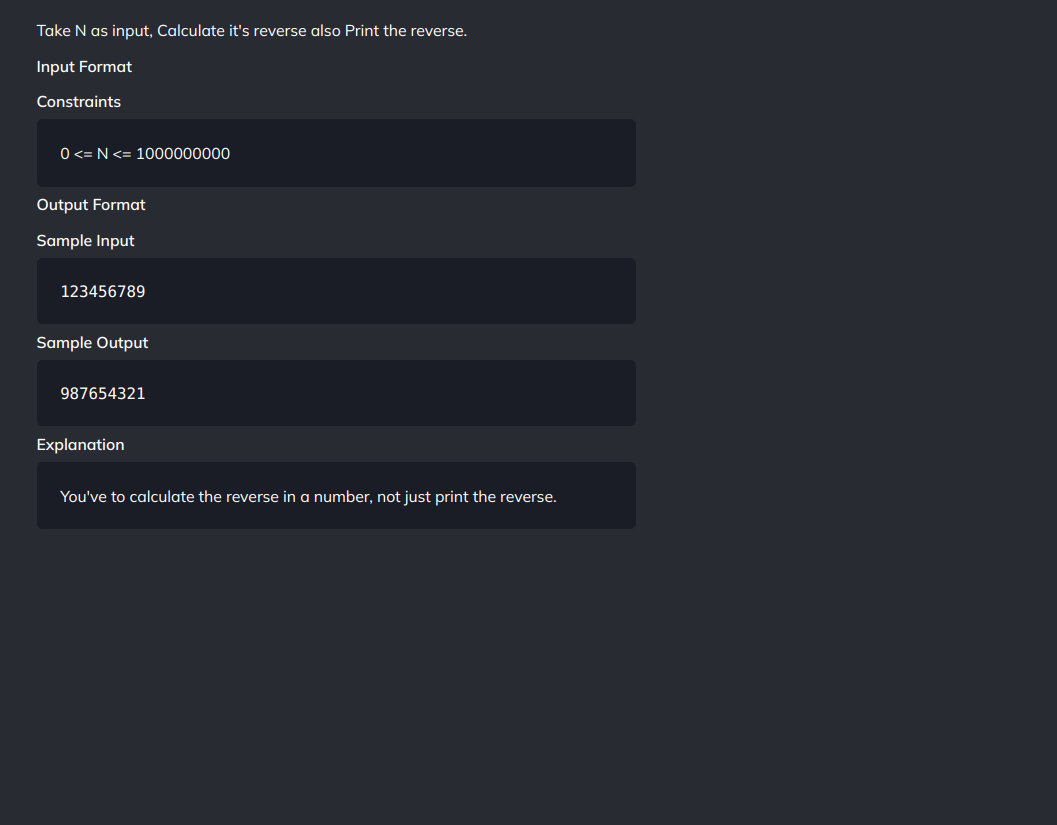 Take N as input, Calculate it's reverse also Print the reverse.
Input Format
Constraints
0 <= N <= 1000000000
Output Format
Sample Input
123456789
Sample Output
987654321
Explanation
You've to calculate the reverse in a number, not just print the reverse.